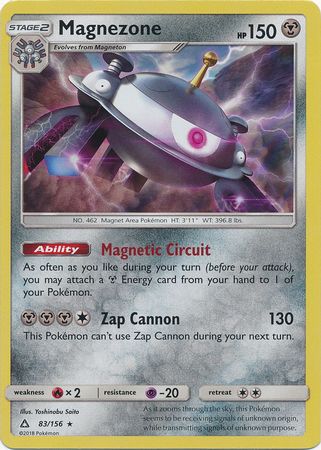 STAGE2
Magnezone
HP 150
Evolves from Magneton
NO. 462 Magnet Area Pokémon HT: 3'11" WT: 396.8 lbs.
Ability
Magnetic Circuit
As often as you like during your turn (before your attack),
you may attach a Energy card from your hand to 1 of
your Pokémon.
Zap Cannon
130
This Pokémon can't use Zap Cannon during your next turn.
weakness × 2 resistance -20 retreat
Illus. Yoshinobu Saito
83/156
©2018 Pokémon
As it zooms through the sky, this Pokémon
seems to be receiving signals of unknown origin,
while transmitting signals of unknown purpose.